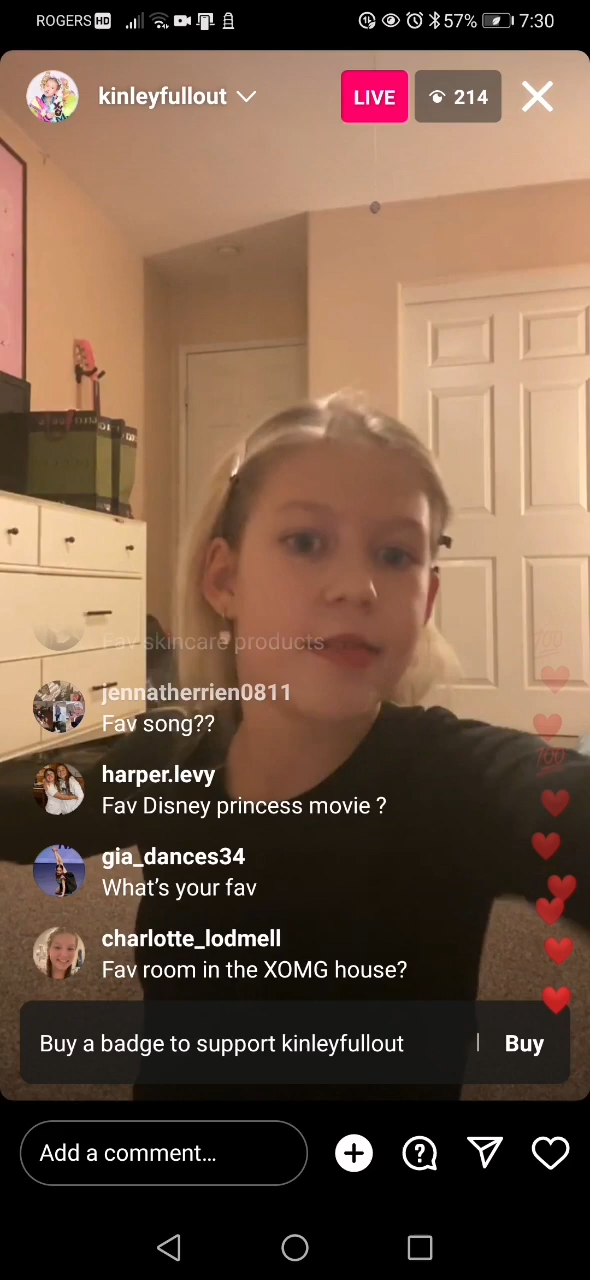 ROGERS HD 57% 7:30
kinleyfullout LIVE 214
Fav skincare products
jennatherrien0811
Fav song??
harper.levy
Fav Disney princess movie ?
gia_dances34
What's your fav
charlotte_lodmell
Fav room in the XOMG house?
Buy a badge to support kinleyfullout | Buy
Add a comment...